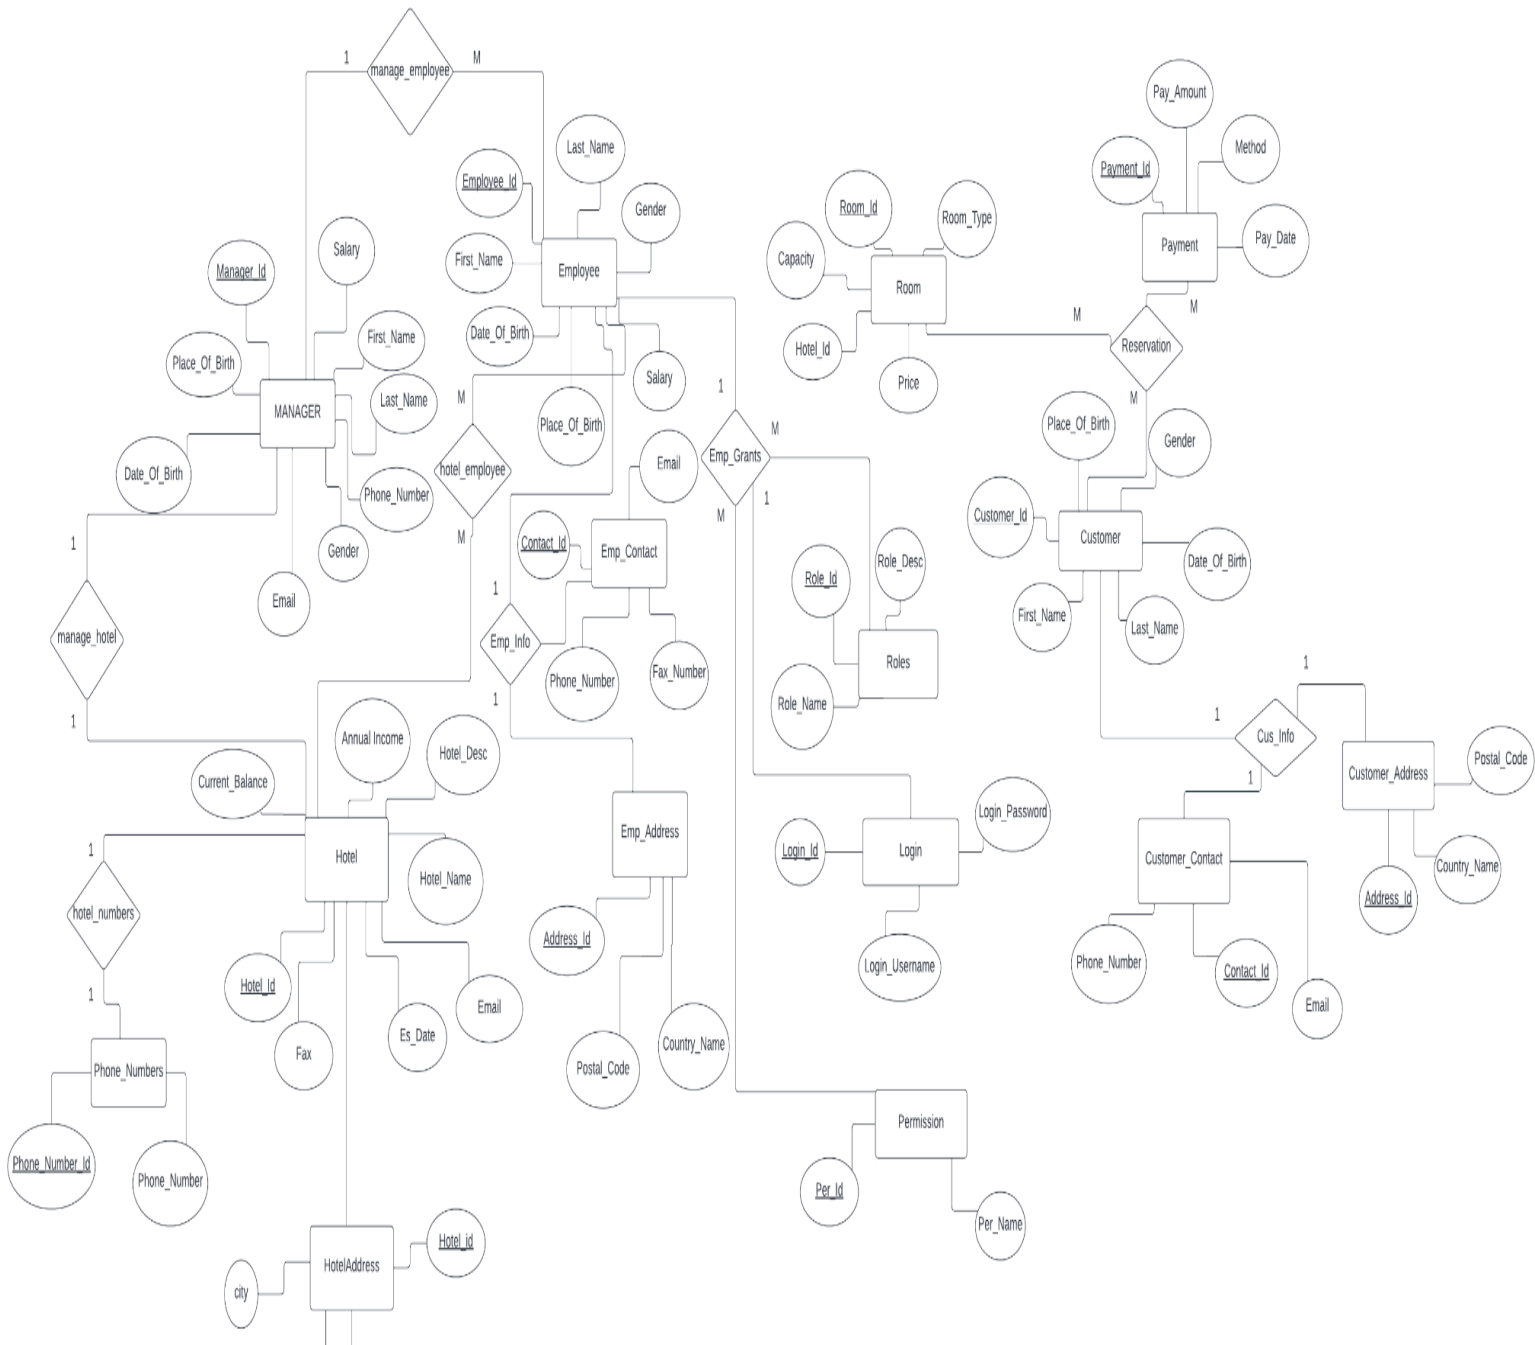 1
manage_employee
M
Pay_Amount
Last_Name
Method
Payment_Id
Employee_Id
Gender
Room_Id
Room_Type
Pay_Date
Payment
Salary
Capacity
First_Name
Employee
Manager_Id
Room
M
M
Date_Of_Birth
First_Name
Hotel_Id
Reservation
Place_Of_Birth
Salary
Price
1
M
M
Last_Name
MANAGER
Place_Of_Birth
Place_Of_Birth
M
Gender
Emp_Grants
Email
hotel_employee
Date_Of_Birth
Phone_Number
1
M
Customer_Id
1
M
Contact_Id
Emp_Contact
Gender
Customer
Role_Desc
Date_Of_Birth
Role_Id
1
Email
First_Name
Last_Name
manage_hotel
Emp_Info
Roles
1
Fax_Number
Phone_Number
1
Role_Name
1
1
Annual Income
Cus_Info
Hotel_Desc
Postal_Code
Customer_Address
1
Current_Balance
Login_Password
Emp_Address
1
Login_Id
Login
Hotel
Customer_Contact
Country_Name
Hotel_Name
Address_Id
hotel_numbers
Address_Id
Phone_Number
Login_Username
Contact_Id
Hotel_Id
1
Email
Email
Es_Date
Country_Name
Fax
Postal_Code
Phone_Numbers
Permission
Phone_Number_Id
Phone_Number
Per_Id
Per_Name
Hotel_id
HotelAddress
city